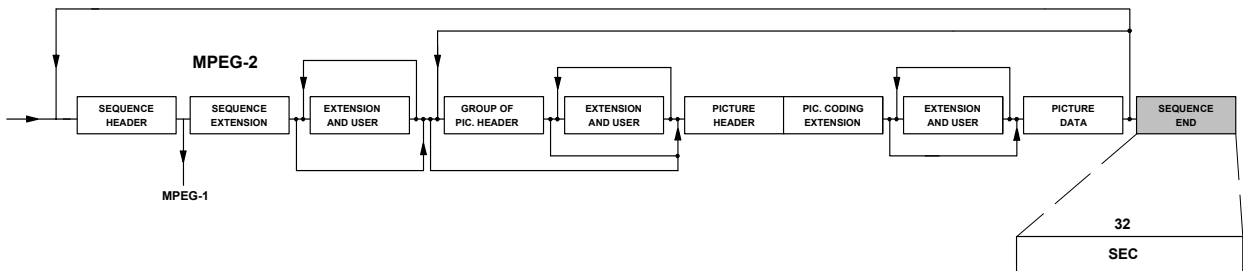 MPEG-2
SEQUENCE
HEADER
SEQUENCE
EXTENSION
EXTENSION
AND USER
GROUP OF
PIC. HEADER
EXTENSION
AND USER
PICTURE
HEADER
PIC. CODING
EXTENSION
EXTENSION
AND USER
PICTURE
DATA
SEQUENCE
END
MPEG-1
32
SEC